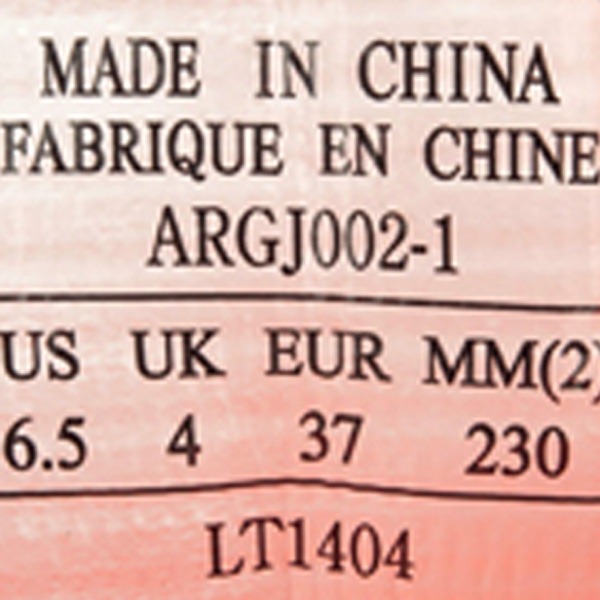 MADE IN CHINA
FABRIQUE EN CHINE
ARGJ002-1
US UK EUR MM(2)
6.5 4 37 230
LT1404